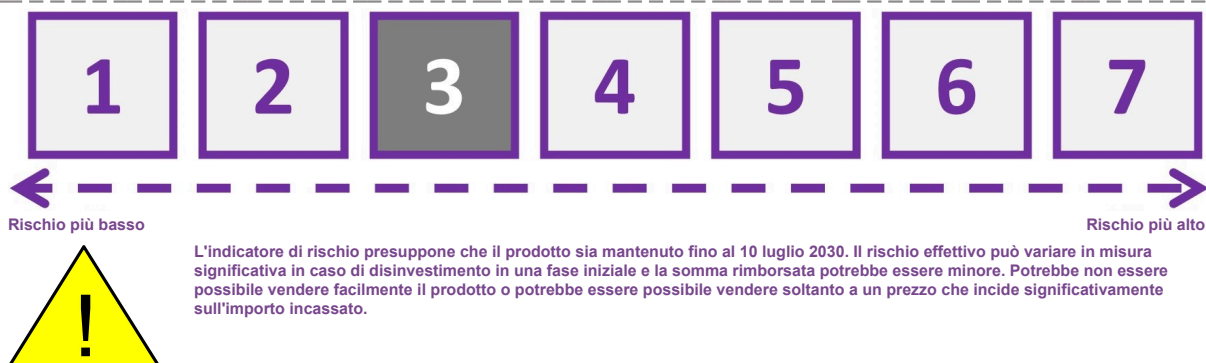 1 2 3 4 5 6 7
Rischio più basso Rischio più alto
L'indicatore di rischio presuppone che il prodotto sia mantenuto fino al 10 luglio 2030. Il rischio effettivo può variare in misura
significativa in caso di disinvestimento in una fase iniziale e la somma rimborsata potrebbe essere minore. Potrebbe non essere
possibile vendere facilmente il prodotto o potrebbe essere possibile vendere soltanto a un prezzo che incide significativamente
sull'importo incassato.
!